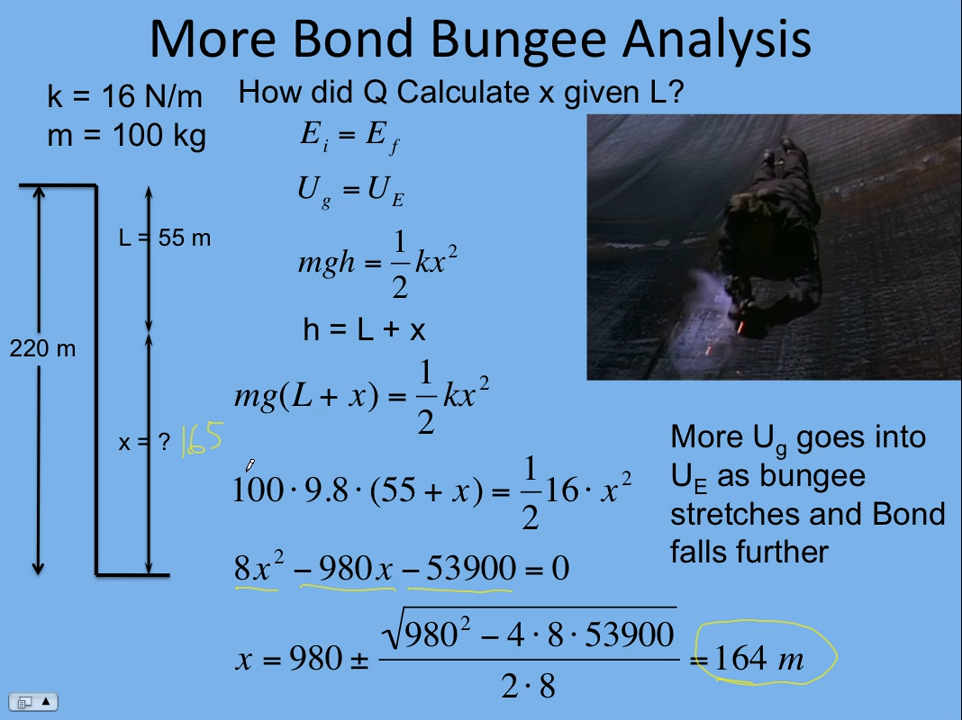 More Bond Bungee Analysis
k = 16 N/m
m = 100 kg
How did Q Calculate x given L?
E_i = E_f
U_g = U_E
mgh = 1/2 kx^2
h = L + x
mg(L + x) = 1/2 kx^2
100 · 9.8 · (55 + x) = 1/2 16 · x^2
8x^2 − 980x − 53900 = 0
x = 980 ± √(980^2 − 4 · 8 · 53900) / 2 · 8 = 164 m
L = 55 m
220 m
x = ? 165
More U_g goes into
U_E as bungee
stretches and Bond
falls further